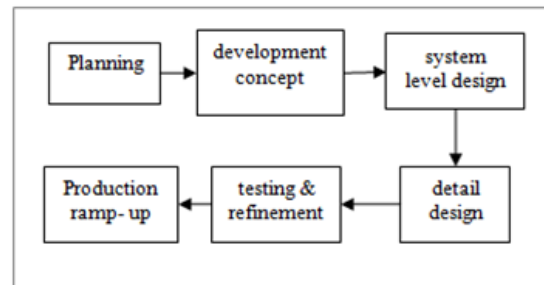 Planning
development
concept
system
level design
detail
design
testing &
refinement
Production
ramp- up